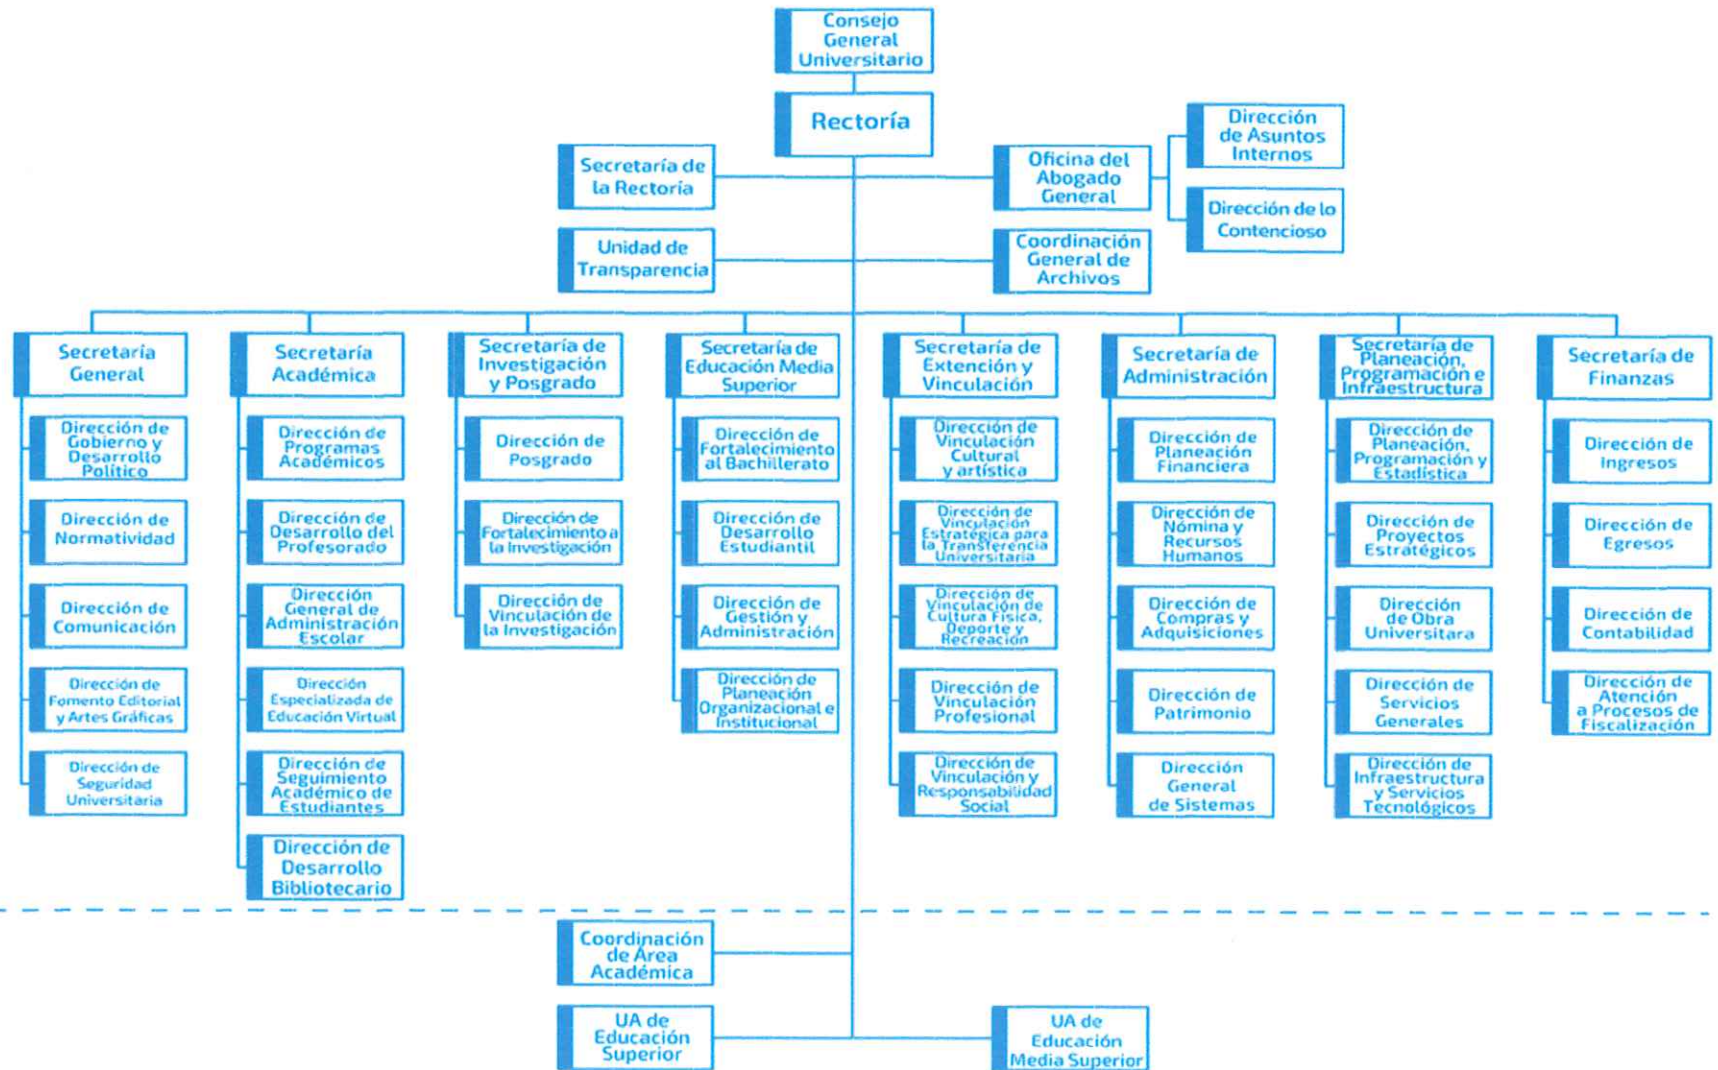 Consejo
General
Universitario
Rectoría
Secretaría de
la Rectoría
Oficina del
Abogado
General
Dirección
de Asuntos
Internos
Dirección de lo
Contencioso
Unidad de
Transparencia
Coordinación
General de
Archivos
Secretaría
General
Dirección de
Gobierno y
Desarrollo
Político
Dirección de
Normatividad
Dirección de
Comunicación
Dirección de
Fomento Editorial
y Artes Gráficas
Dirección de
Seguridad
Universitaria
Secretaría
Académica
Dirección de
Programas
Académicos
Dirección de
Desarrollo del
Profesorado
Dirección
General de
Administración
Escolar
Dirección
Especializada de
Educación Virtual
Dirección de
Seguimiento
Académico de
Estudiantes
Dirección de
Desarrollo
Bibliotecario
Secretaría de
Investigación
y Posgrado
Dirección de
Posgrado
Dirección de
Fortalecimiento a
la Investigación
Dirección de
Vinculación de
la Investigación
Secretaría de
Educación Media
Superior
Dirección de
Fortalecimiento
al Bachillerato
Dirección de
Desarrollo
Estudiantil
Dirección de
Gestión y
Administración
Dirección de
Planeación
Organizacional e
Institucional
Secretaría de
Extención y
Vinculación
Dirección de
Vinculación
Cultural
y artística
Dirección de
Vinculación
Estratégica para
la Transferencia
Universitaria
Dirección de
Vinculación de
Cultura Física,
Deporte y
Recreación
Dirección de
Vinculación
Profesional
Dirección de
Vinculación y
Responsabilidad
Social
Secretaría de
Administración
Dirección de
Planeación
Financiera
Dirección de
Nómina y
Recursos
Humanos
Dirección de
Compras y
Adquisiciones
Dirección de
Patrimonio
Dirección
General
de Sistemas
Secretaría de
Planeación,
Programación e
Infraestructura
Dirección de
Planeación,
Programación y
Estadística
Dirección de
Proyectos
Estratégicos
Dirección
de Obra
Universitara
Dirección de
Servicios
Generales
Dirección de
Infraestructura
y Servicios
Tecnológicos
Secretaría de
Finanzas
Dirección de
Ingresos
Dirección de
Egresos
Dirección de
Contabilidad
Dirección de
Atención
a Procesos de
Fiscalización
Coordinación
de Área
Académica
UA de
Educación
Superior
UA de
Educación
Media Superior